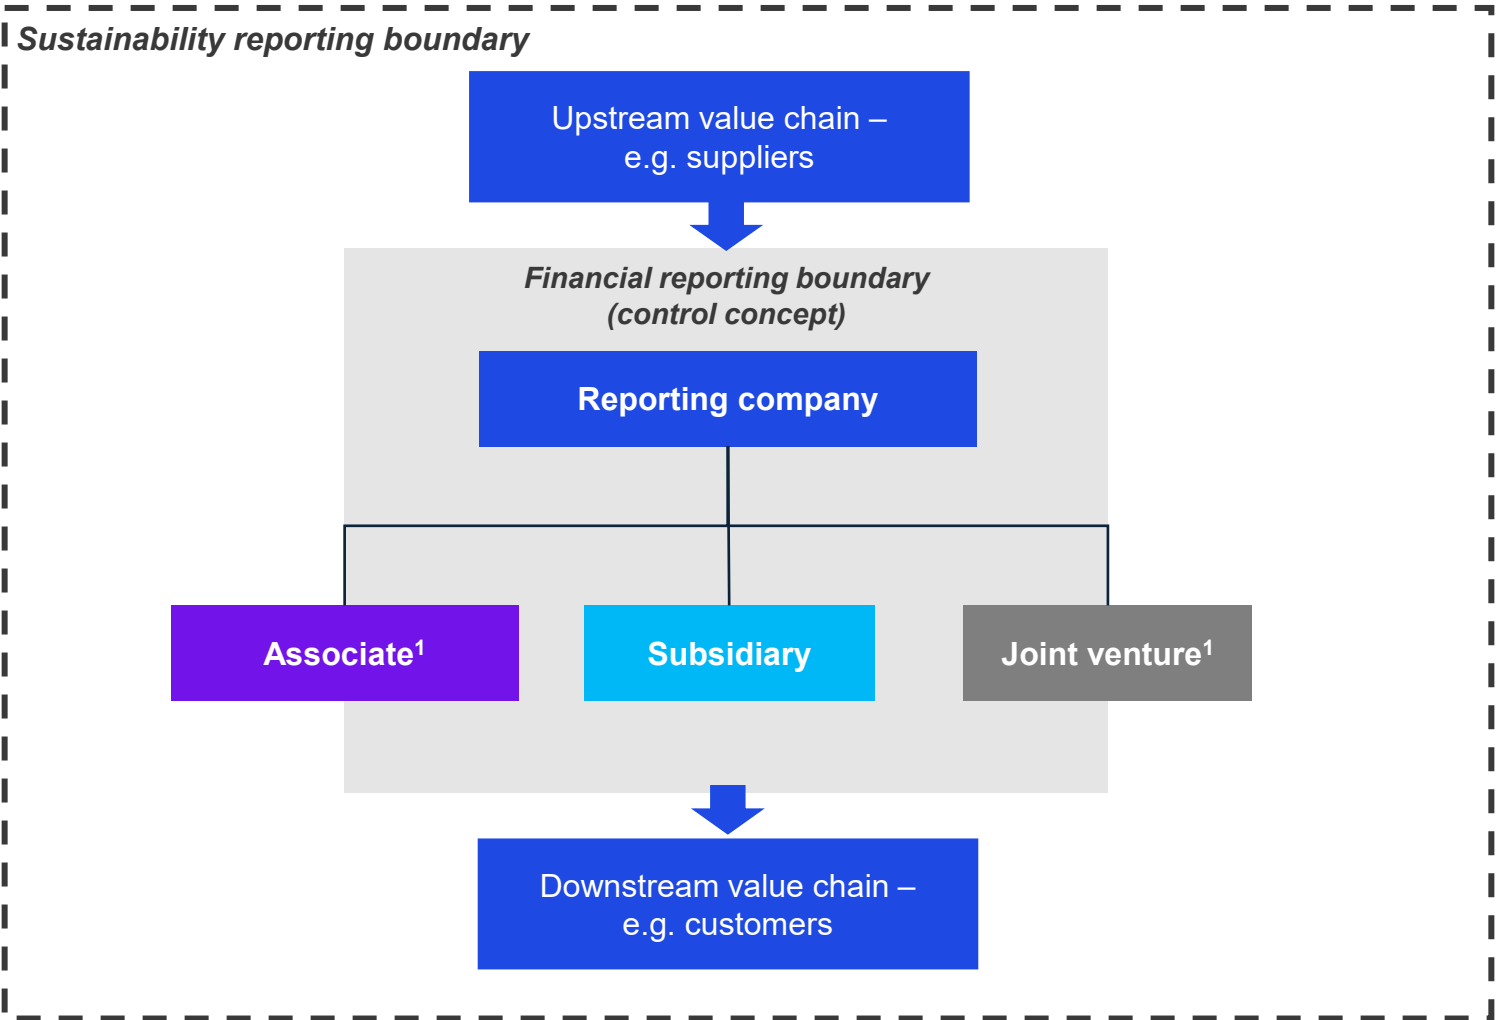 Sustainability reporting boundary
Upstream value chain –
e.g. suppliers
Financial reporting boundary
(control concept)
Reporting company
Associate¹
Subsidiary
Joint venture¹
Downstream value chain –
e.g. customers